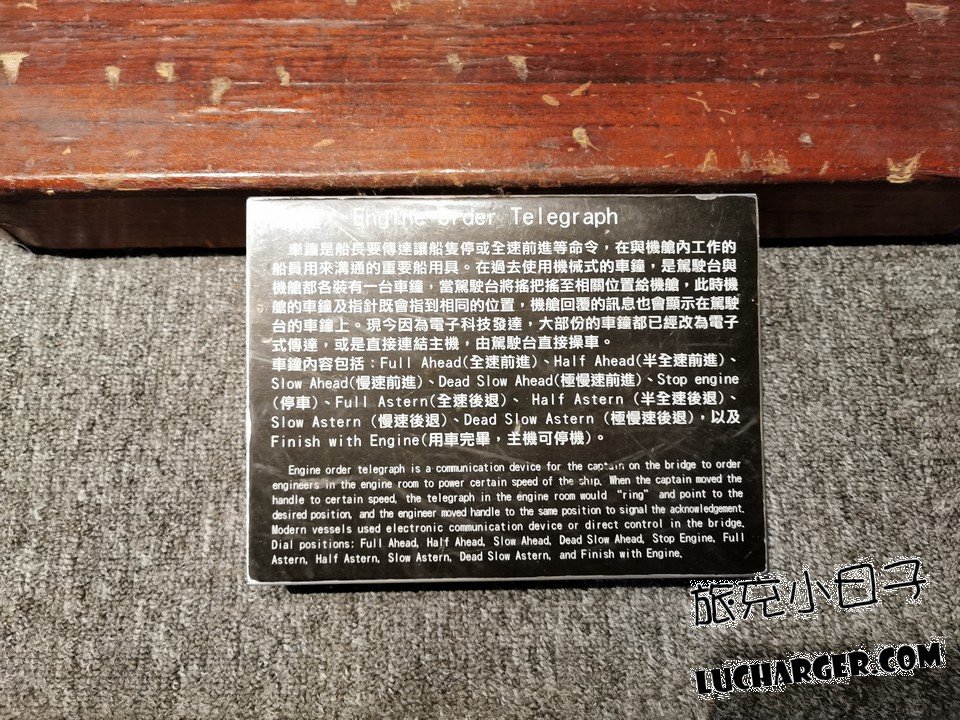 Engine Order Telegraph
車鐘是船長要傳達讓船隻停或全速前進等命令，在與機艙內工作的
船員用來溝通的重要船用具。在過去使用機械式的車鐘，是駕駛台與
機艙都各裝有一台車鐘，當駕駛台將搖把搖至相關位置給機艙，此時機
艙的車鐘及指針既會指到相同的位置，機艙回覆的訊息也會顯示在駕駛
台的車鐘上。現今因為電子科技發達，大部份的車鐘都已經改為電子
式傳達，或是直接連結主機，由駕駛台直接操車。
車鐘內容包括：Full Ahead(全速前進)、Half Ahead(半全速前進)、
Slow Ahead(慢速前進)、Dead Slow Ahead(極慢速前進)、Stop engine
(停車)、Full Astern(全速後退)、 Half Astern (半全速後退)、
Slow Astern (慢速後退)、Dead Slow Astern (極慢速後退)，以及
Finish with Engine(用車完畢，主機可停機)。
Engine order telegraph is a communication device for the captain on the bridge to order
engineers in the engine room to power certain speed of the ship. When the captain moved the
handle to certain speed, the telegraph in the engine room would “ring” and point to the
desired position, and the engineer moved handle to the same position to signal the acknowledgement.
Modern vessels used electronic communication device or direct control in the bridge.
Dial positions: Full Ahead, Half Ahead, Slow Ahead, Dead Slow Ahead, Stop Engine, Full
Astern, Half Astern, Slow Astern, Dead Slow Astern, and Finish with Engine.
旅充小日子
LUCHARGER.COM